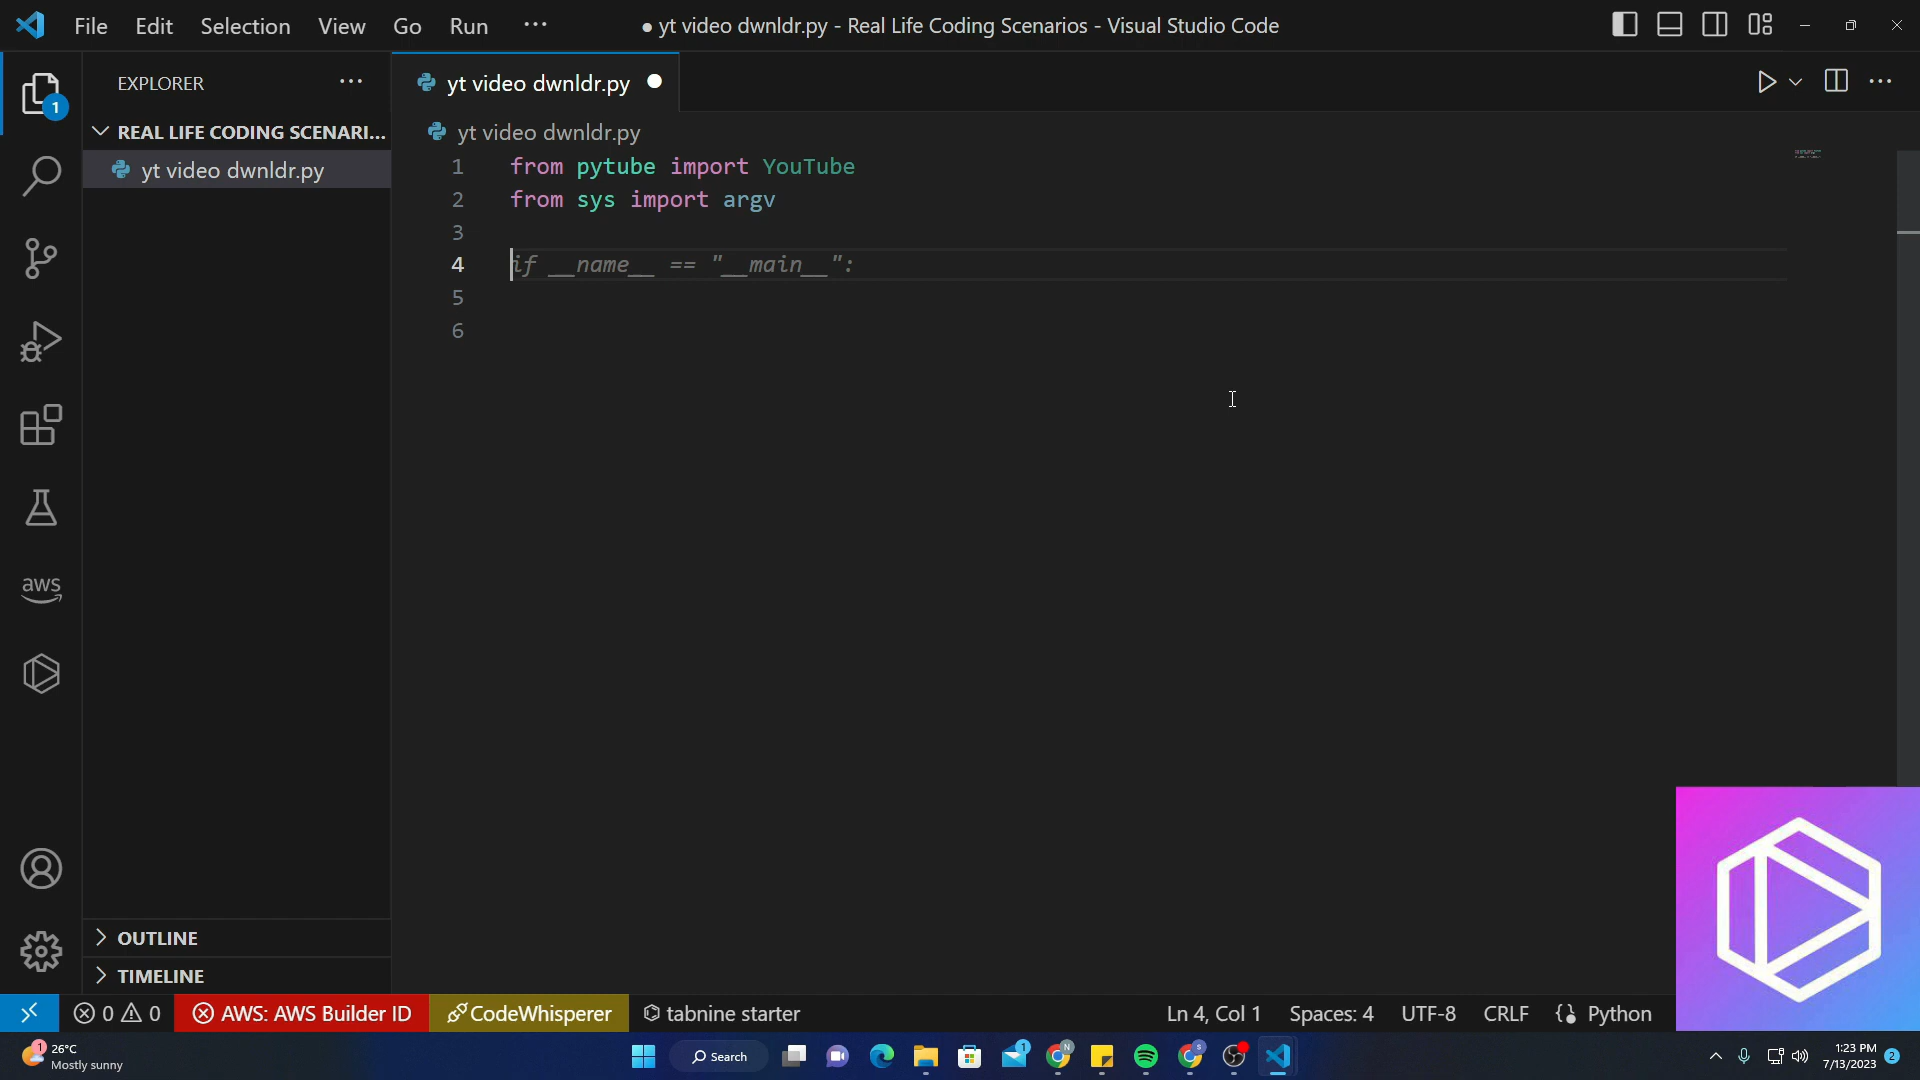 File Edit Selection View Go Run ···
● yt video dwnldr.py - Real Life Coding Scenarios - Visual Studio Code
EXPLORER ···
yt video dwnldr.py ●
1
REAL LIFE CODING SCENARI...
yt video dwnldr.py
yt video dwnldr.py
1 from pytube import YouTube
2 from sys import argv
3
4 if __name__ == "__main__":
5
6
aws
OUTLINE
TIMELINE
0 0 AWS: AWS Builder ID CodeWhisperer tabnine starter Ln 4, Col 1 Spaces: 4 UTF-8 CRLF {} Python
1 26°C
Mostly sunny
Search
1
N
S
1:23 PM
7/13/2023
2